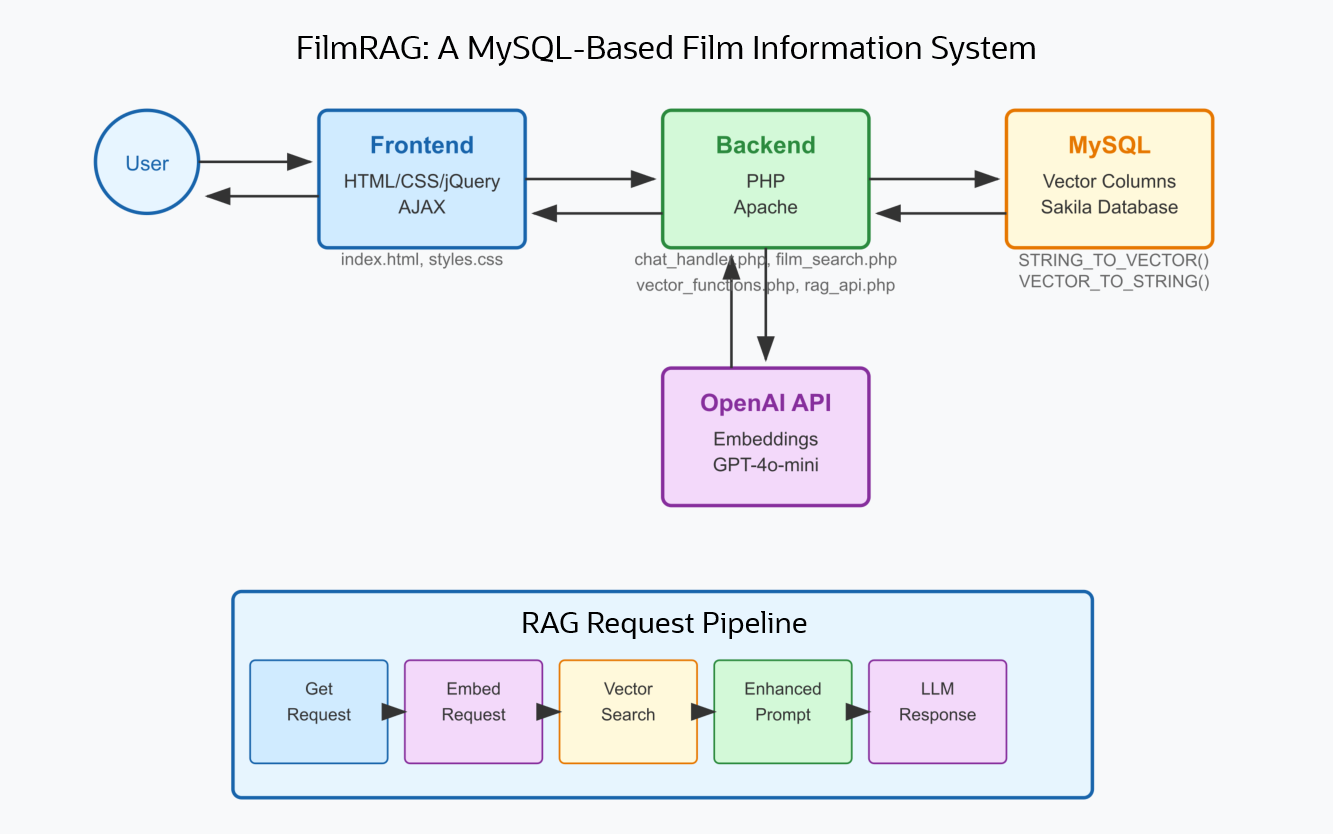 FilmRAG: A MySQL-Based Film Information System
User
Frontend
HTML/CSS/jQuery
AJAX
index.html, styles.css
Backend
PHP
Apache
chat_handler.php, film_search.php
vector_functions.php, rag_api.php
MySQL
Vector Columns
Sakila Database
STRING_TO_VECTOR()
VECTOR_TO_STRING()
OpenAI API
Embeddings
GPT-4o-mini
RAG Request Pipeline
Get
Request
Embed
Request
Vector
Search
Enhanced
Prompt
LLM
Response